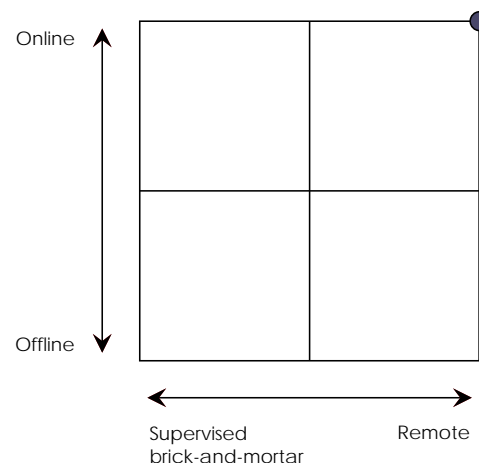 Online
Offline
Supervised
brick-and-mortar
Remote